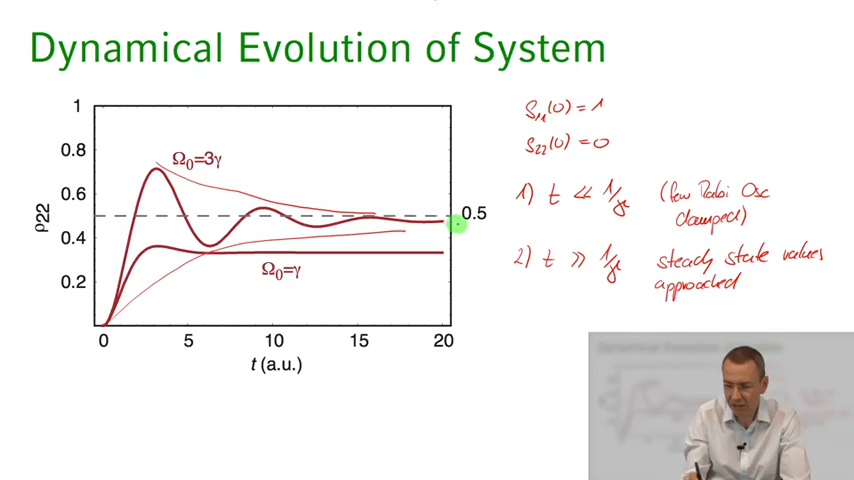 Dynamical Evolution of System
1
0.8
0.6
0.4
0.2
ρ22
Ω₀=3γ
Ω₀=γ
0.5
0 5 10 15 20
t (a.u.)
ρ₁₁(0) = 1
ρ₂₂(0) = 0
1) t ≪ 1/γ (few Rabi Osc
damped)
2) t ≫ 1/γ steady state values
approached